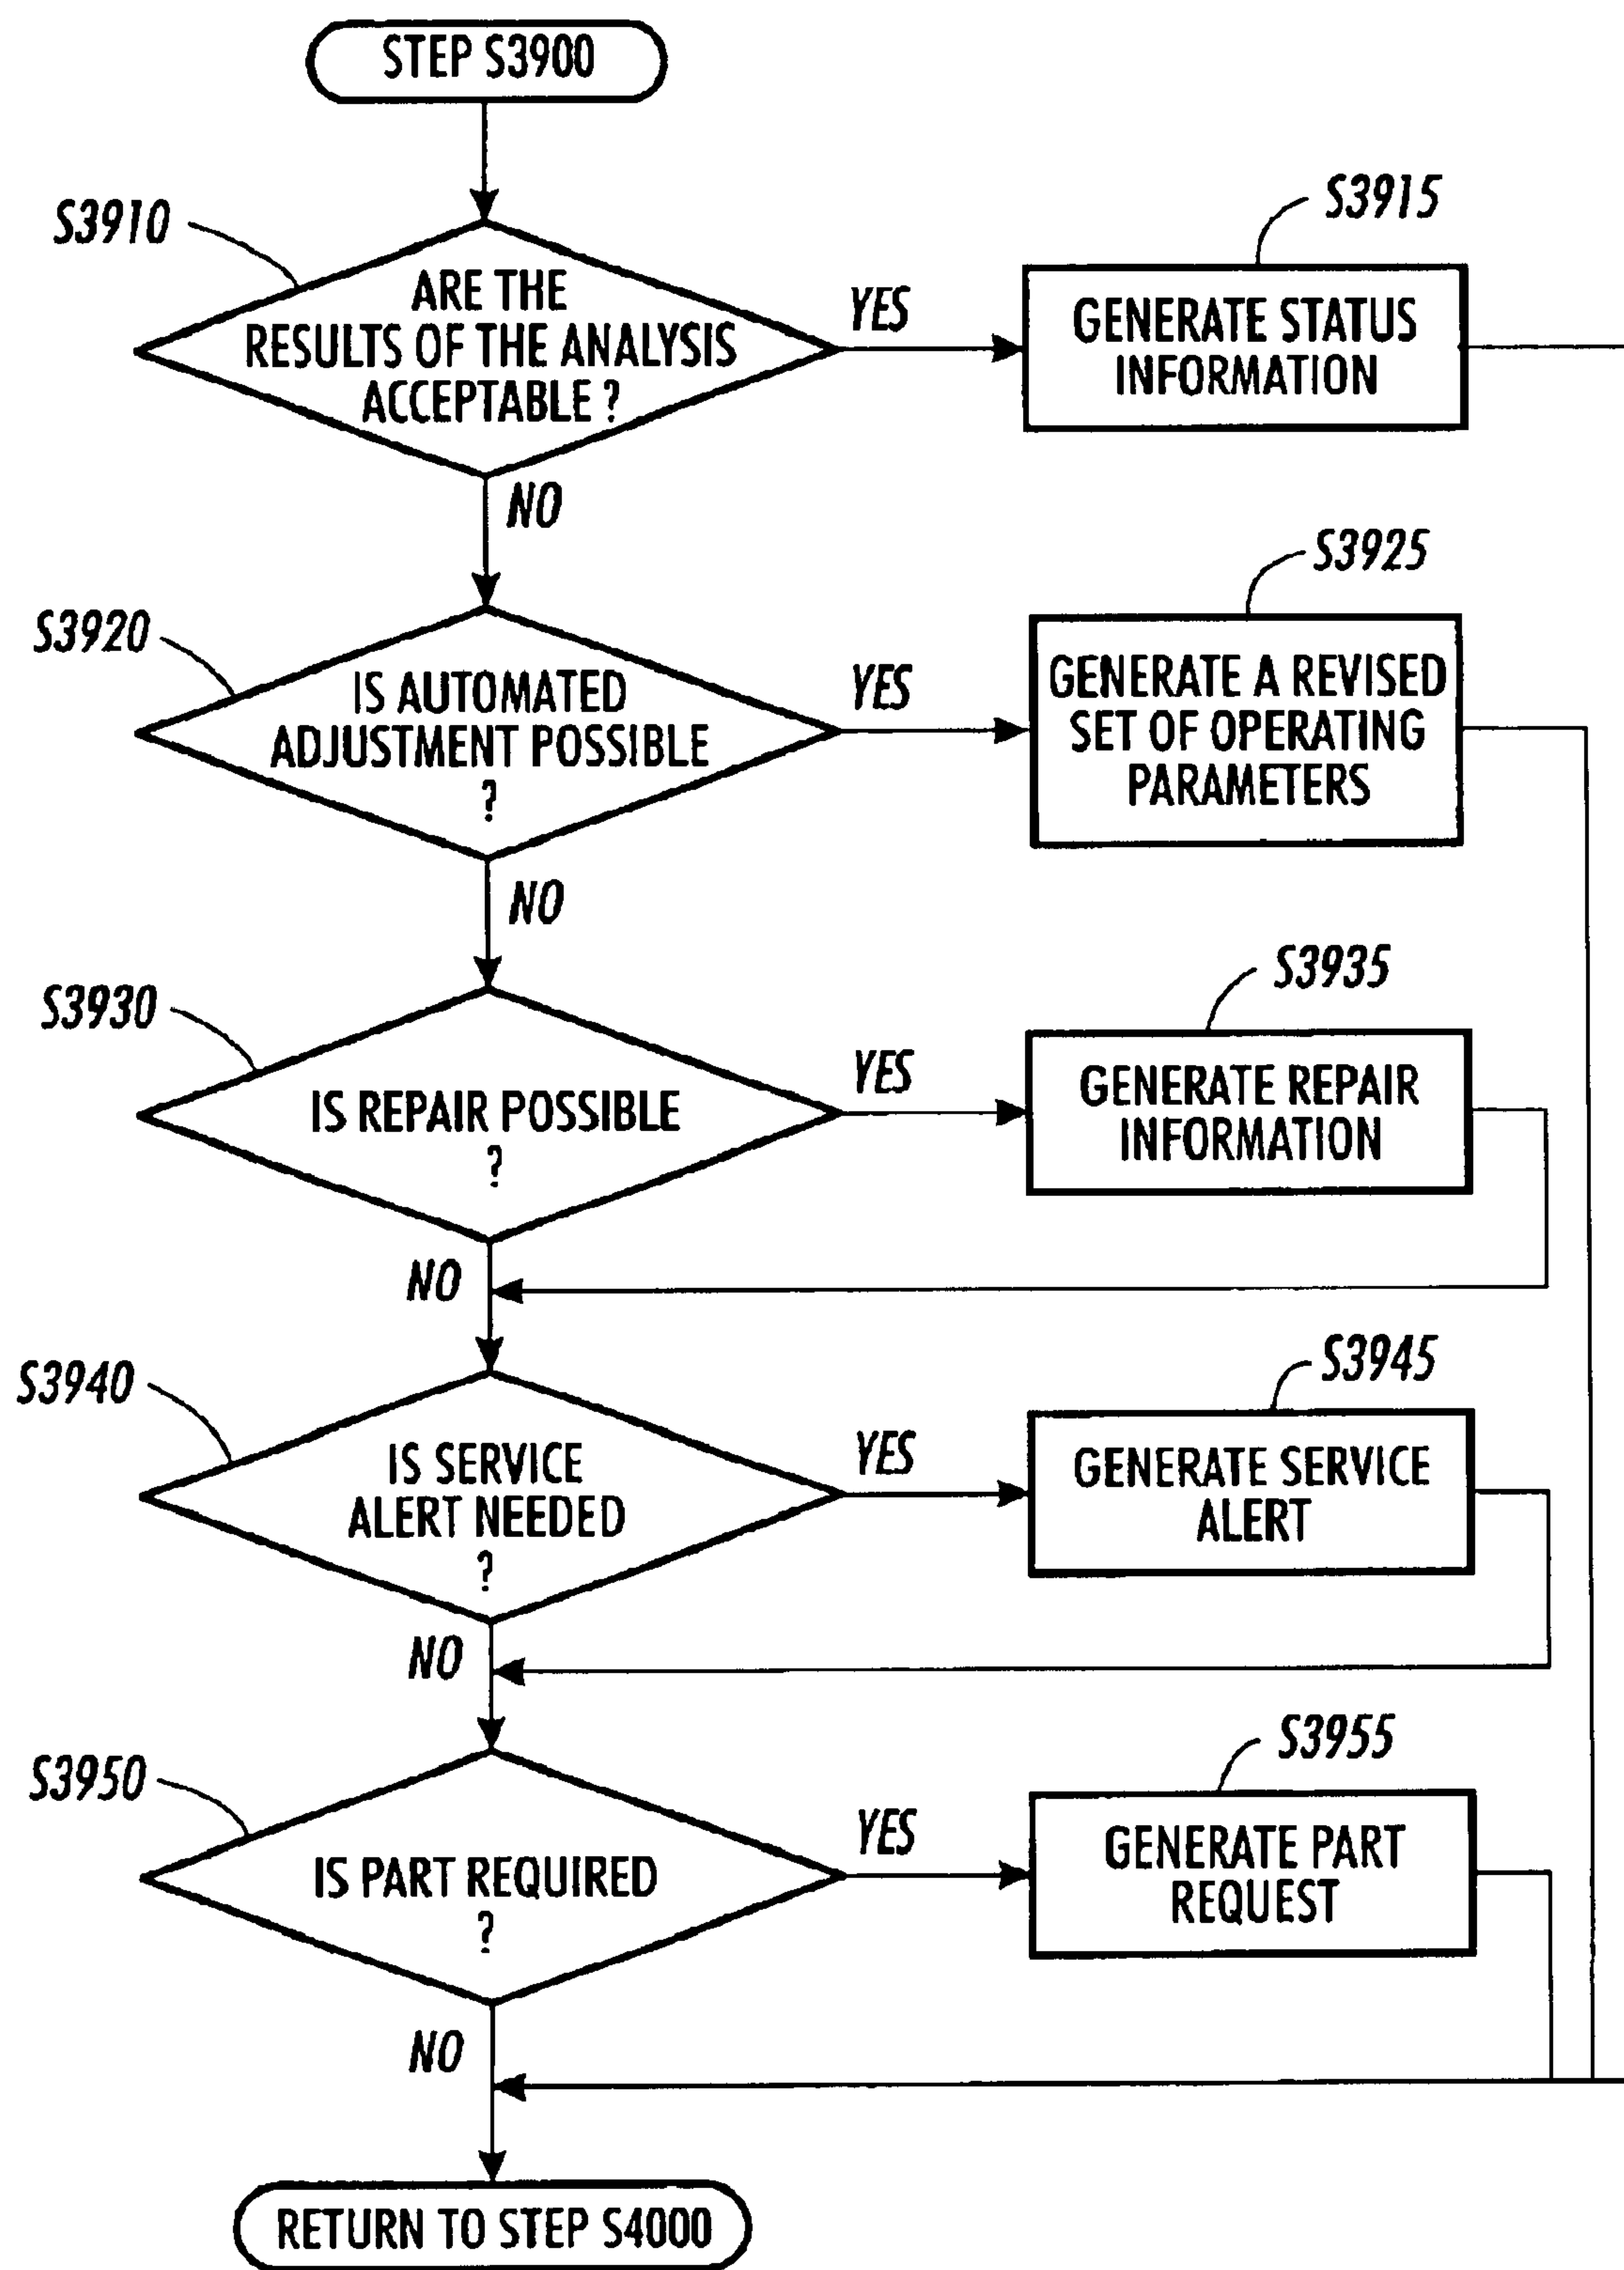 STEP S3900
S3910
ARE THE
RESULTS OF THE ANALYSIS
ACCEPTABLE ?
YES
S3915
GENERATE STATUS
INFORMATION
NO
S3920
IS AUTOMATED
ADJUSTMENT POSSIBLE
?
YES
S3925
GENERATE A REVISED
SET OF OPERATING
PARAMETERS
NO
S3930
IS REPAIR POSSIBLE
?
YES
S3935
GENERATE REPAIR
INFORMATION
NO
S3940
IS SERVICE
ALERT NEEDED
?
YES
S3945
GENERATE SERVICE
ALERT
NO
S3950
IS PART REQUIRED
?
YES
S3955
GENERATE PART
REQUEST
NO
RETURN TO STEP S4000